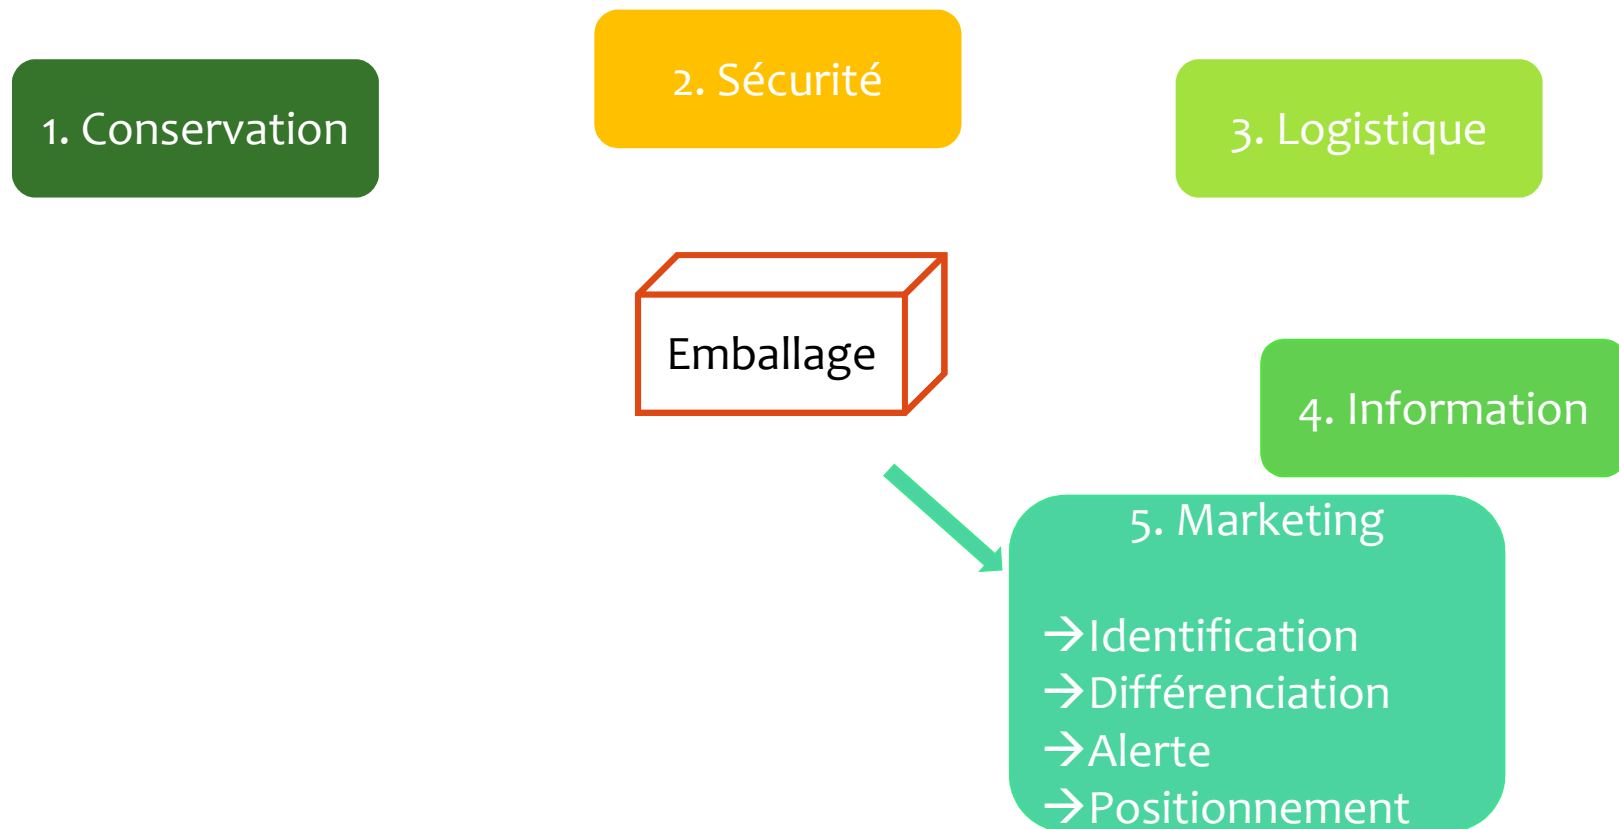 1. Conservation
2. Sécurité
3. Logistique
Emballage
4. Information
5. Marketing
→Identification
→Différenciation
→Alerte
→Positionnement